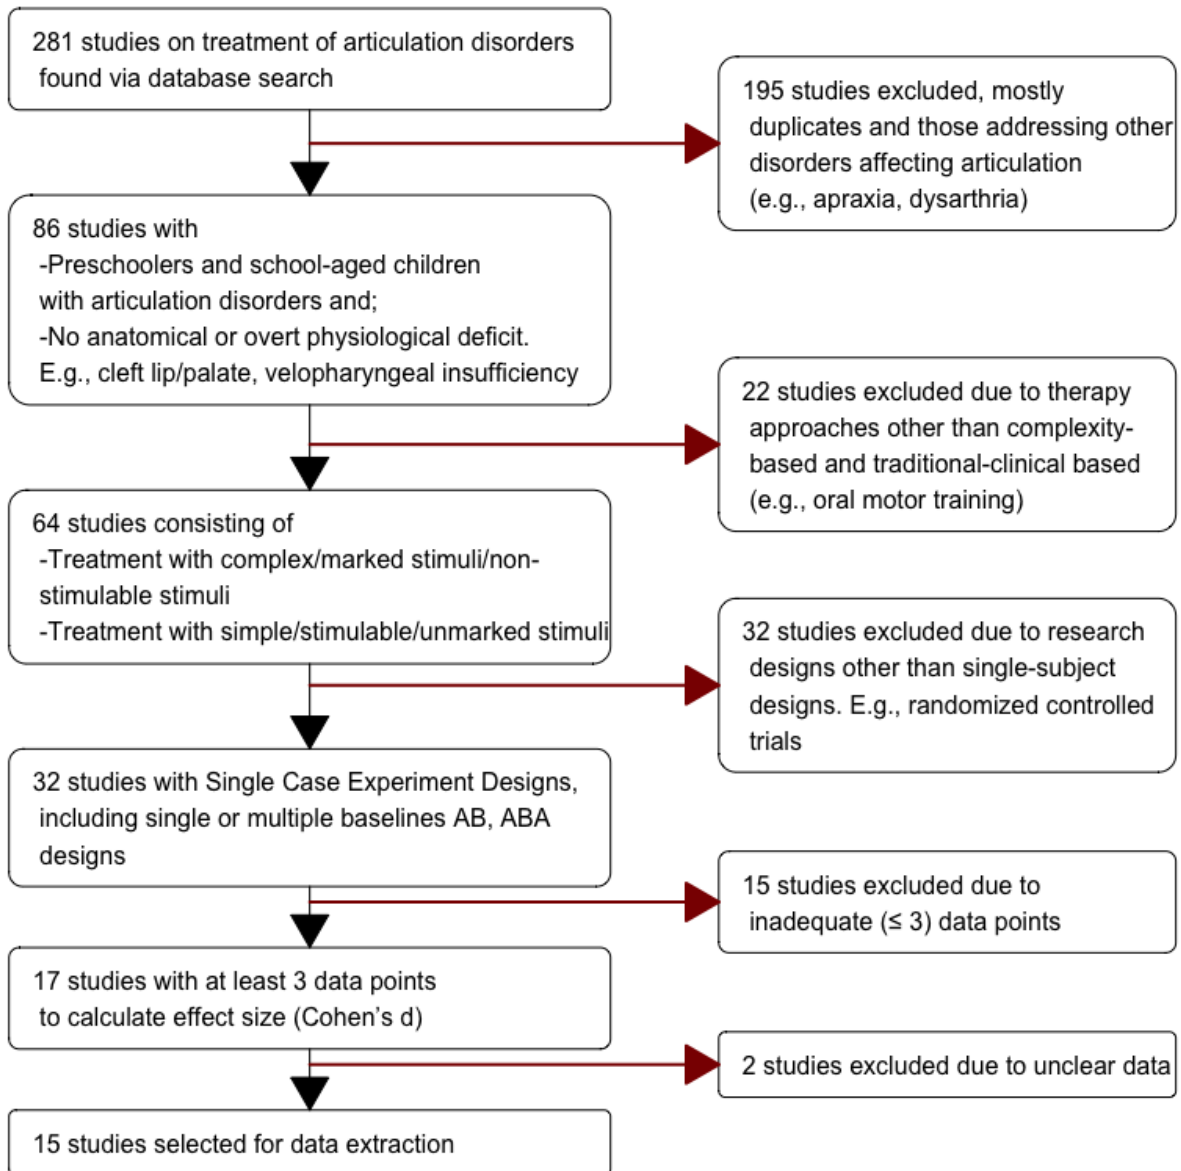 281 studies on treatment of articulation disorders
found via database search
195 studies excluded, mostly
duplicates and those addressing other
disorders affecting articulation
(e.g., apraxia, dysarthria)
86 studies with
-Preschoolers and school-aged children
with articulation disorders and;
-No anatomical or overt physiological deficit.
E.g., cleft lip/palate, velopharyngeal insufficiency
22 studies excluded due to therapy
approaches other than complexity-
based and traditional-clinical based
(e.g., oral motor training)
64 studies consisting of
-Treatment with complex/marked stimuli/non-
stimulable stimuli
-Treatment with simple/stimulable/unmarked stimuli
32 studies excluded due to research
designs other than single-subject
designs. E.g., randomized controlled
trials
32 studies with Single Case Experiment Designs,
including single or multiple baselines AB, ABA
designs
15 studies excluded due to
inadequate (≤ 3) data points
17 studies with at least 3 data points
to calculate effect size (Cohen's d)
2 studies excluded due to unclear data
15 studies selected for data extraction